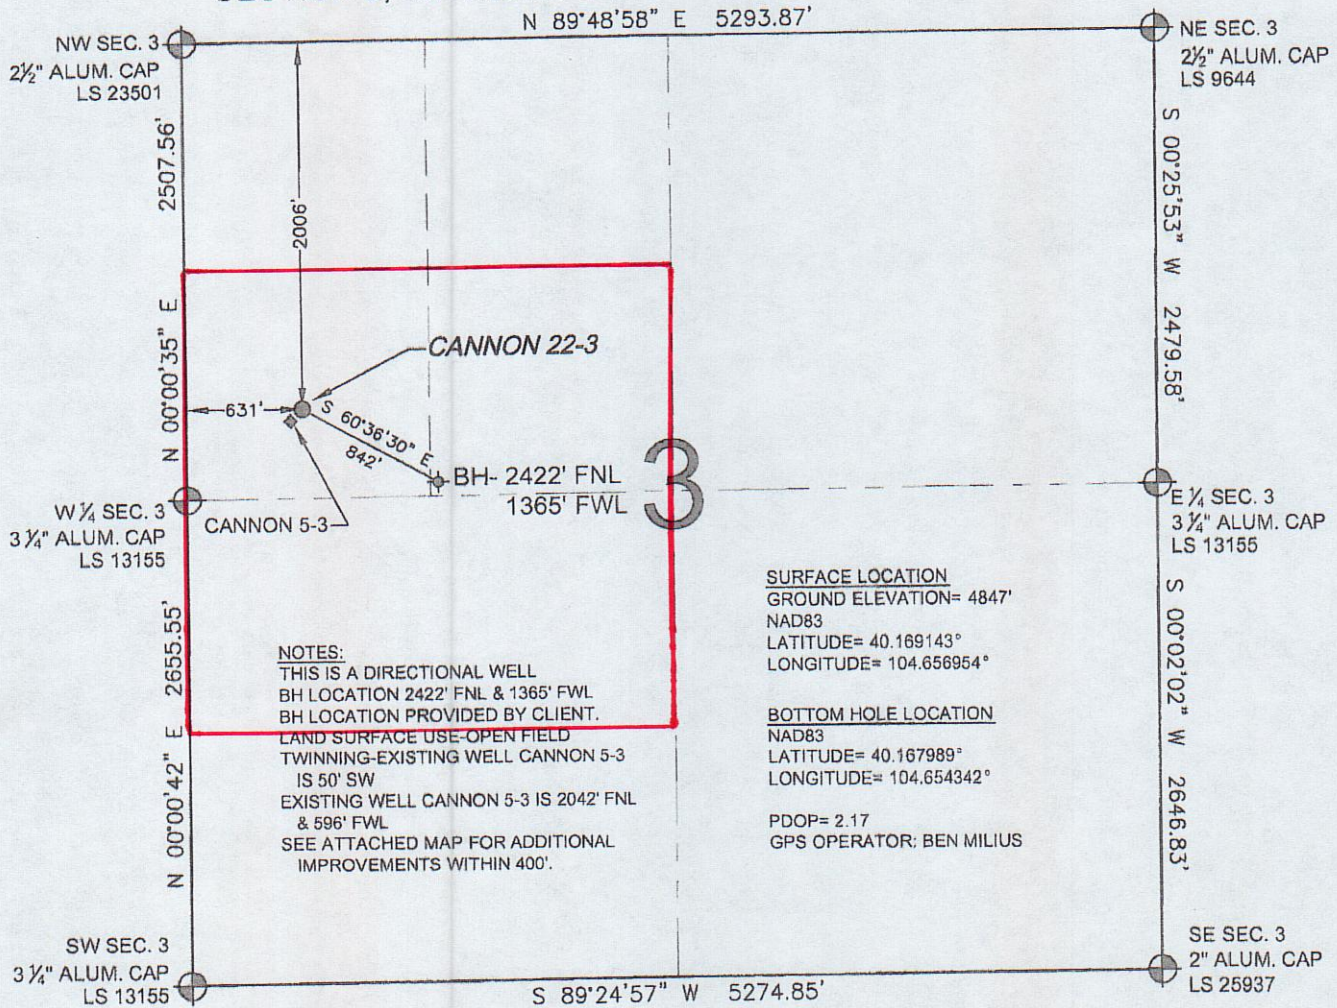 N 89°48'58" E 5293.87'
NW SEC. 3
2½" ALUM. CAP
LS 23501
NE SEC. 3
2½" ALUM. CAP
LS 9644
2507.56'
N 00°00'35" E
2006'
S 00°25'53" W 2479.58'
CANNON 22-3
631'
S 60°36'30" E
842'
BH- 2422' FNL
1365' FWL
3
W ¼ SEC. 3
3 ¼" ALUM. CAP
LS 13155
CANNON 5-3
E ¼ SEC. 3
3 ¼" ALUM. CAP
LS 13155
N 00°00'42" E 2655.55'
S 00°02'02" W 2646.83'
NOTES:
THIS IS A DIRECTIONAL WELL
BH LOCATION 2422' FNL & 1365' FWL
BH LOCATION PROVIDED BY CLIENT.
LAND SURFACE USE-OPEN FIELD
TWINNING-EXISTING WELL CANNON 5-3
IS 50' SW
EXISTING WELL CANNON 5-3 IS 2042' FNL
& 596' FWL
SEE ATTACHED MAP FOR ADDITIONAL
IMPROVEMENTS WITHIN 400'.
SURFACE LOCATION
GROUND ELEVATION= 4847'
NAD83
LATITUDE= 40.169143°
LONGITUDE= 104.656954°
BOTTOM HOLE LOCATION
NAD83
LATITUDE= 40.167989°
LONGITUDE= 104.654342°
PDOP= 2.17
GPS OPERATOR: BEN MILIUS
SW SEC. 3
3 ¼" ALUM. CAP
LS 13155
SE SEC. 3
2" ALUM. CAP
LS 25937
S 89°24'57" W 5274.85'